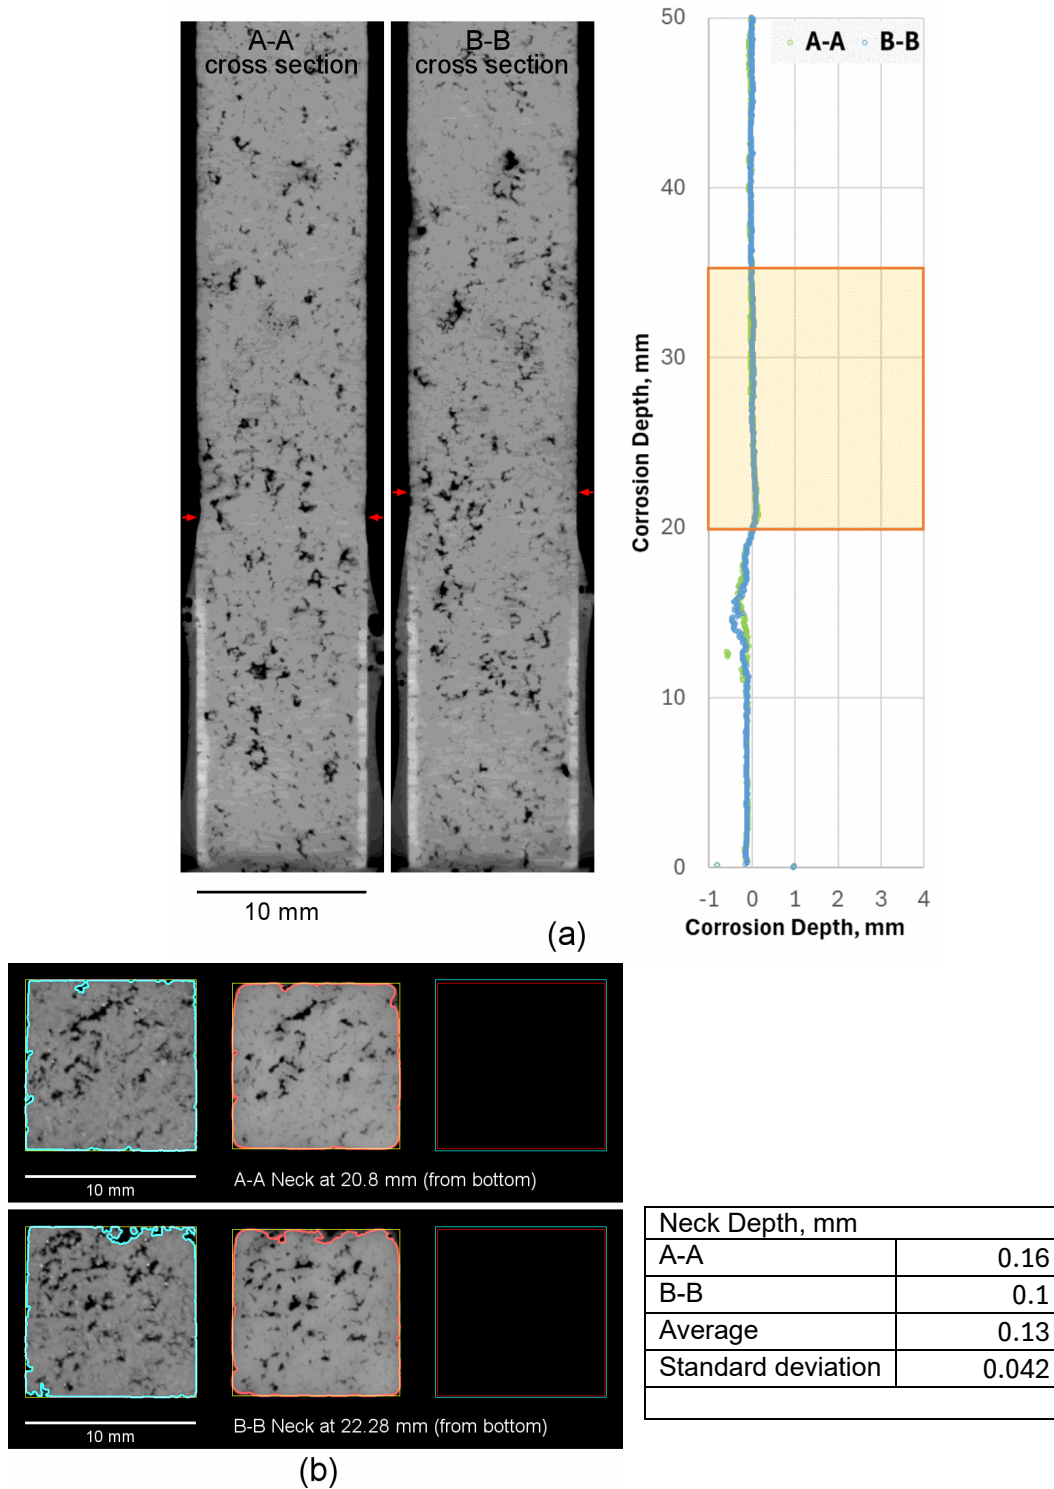 A-A
cross section
B-B
cross section
10 mm
(a)
A-A B-B
50
40
30
20
10
0
Corrosion Depth, mm
-1 0 1 2 3 4
Corrosion Depth, mm
10 mm
A-A Neck at 20.8 mm (from bottom)
10 mm
B-B Neck at 22.28 mm (from bottom)
(b)
Neck Depth, mm
A-A 0.16
B-B 0.1
Average 0.13
Standard deviation 0.042